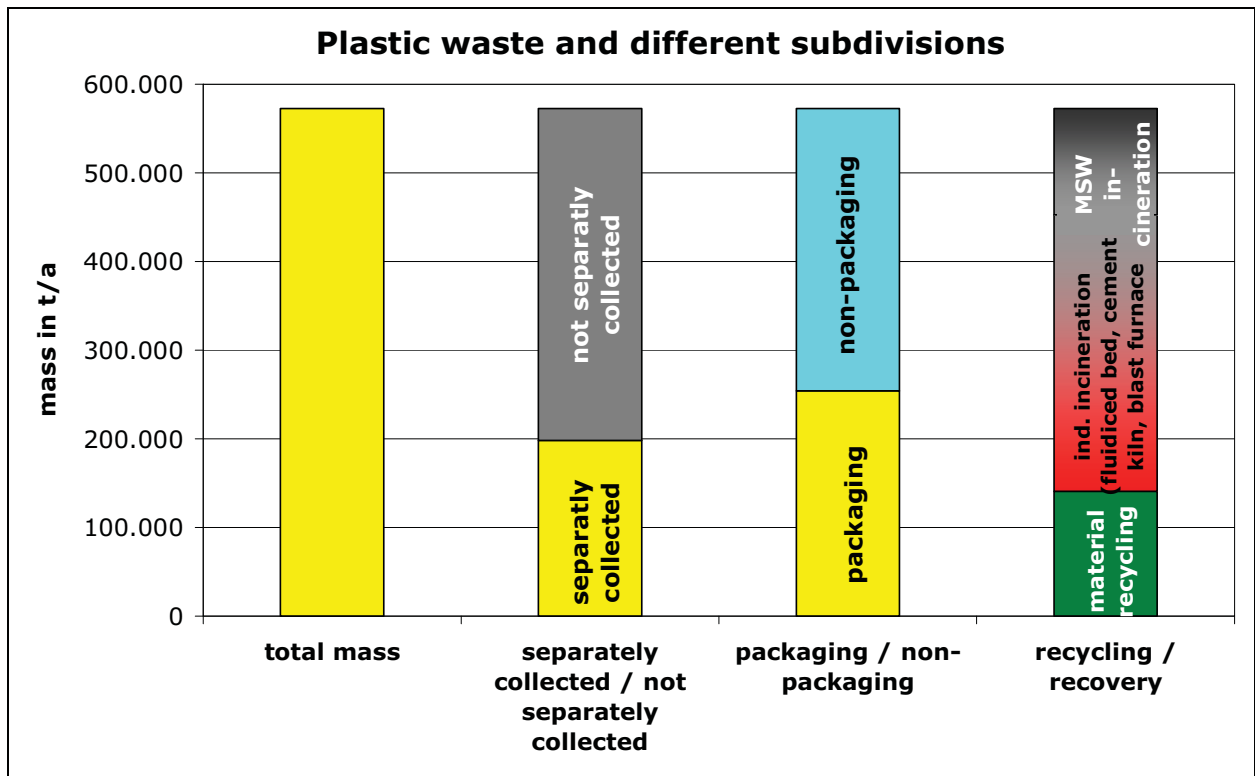 Plastic waste and different subdivisions
mass in t/a
600.000
500.000
400.000
300.000
200.000
100.000
0
not separatly
collected
separatly
collected
non-packaging
packaging
MSW
in-
cineration
ind. incineration
(fluidiced bed, cement
kiln, blast furnace
material
recycling
total mass
separately
collected / not
separately
collected
packaging / non-
packaging
recycling /
recovery